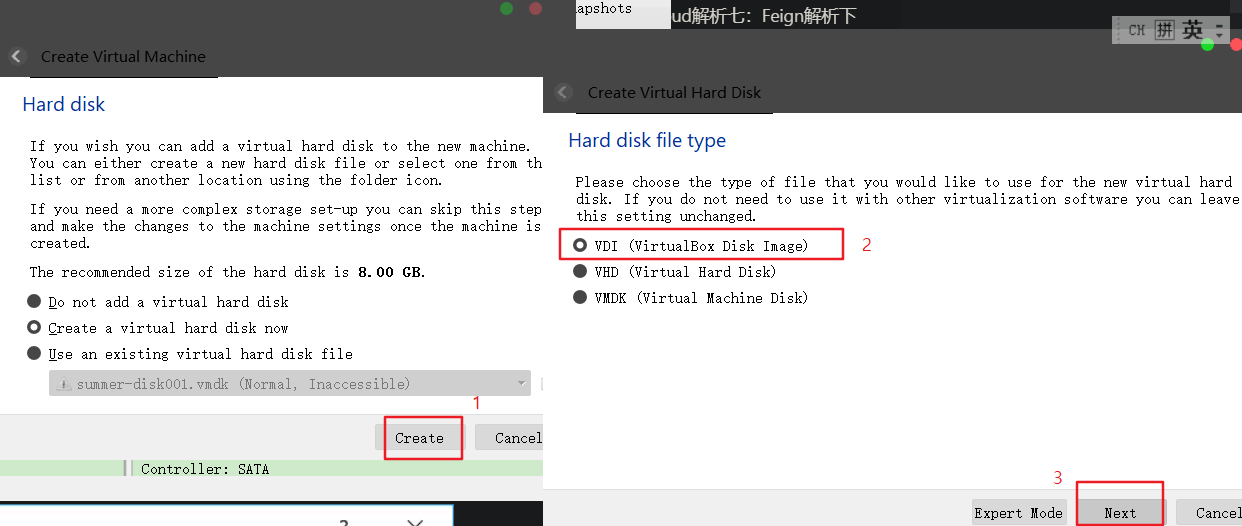 Create Virtual Machine
Hard disk
If you wish you can add a virtual hard disk to the new machine.
You can either create a new hard disk file or select one from th
list or from another location using the folder icon.
If you need a more complex storage set-up you can skip this step
and make the changes to the machine settings once the machine is
created.
The recommended size of the hard disk is 8.00 GB.
Do not add a virtual hard disk
Create a virtual hard disk now
Use an existing virtual hard disk file
summer-disk001.vmdk (Normal, Inaccessible)
1
Create
Cancel
Controller: SATA
?
apshots
ud解析七：Feign解析下
CH 拼 英
Create Virtual Hard Disk
Hard disk file type
Please choose the type of file that you would like to use for the new virtual hard
disk. If you do not need to use it with other virtualization software you can leave
this setting unchanged.
VDI (VirtualBox Disk Image)
2
VHD (Virtual Hard Disk)
VMDK (Virtual Machine Disk)
3
Expert Mode
Next
Cancel